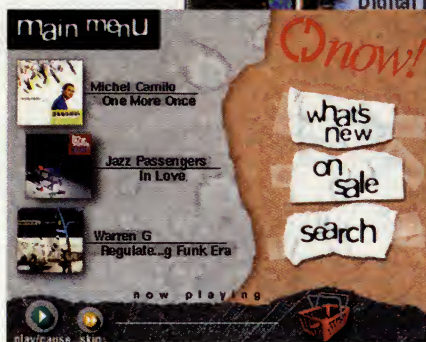 Digital
main menu
now!
Michel Camilo
One More Once
Jazz Passengers
In Love
Warren G
Regulate...g Funk Era
what's
new
on
sale
search
now playing
play/pause skip